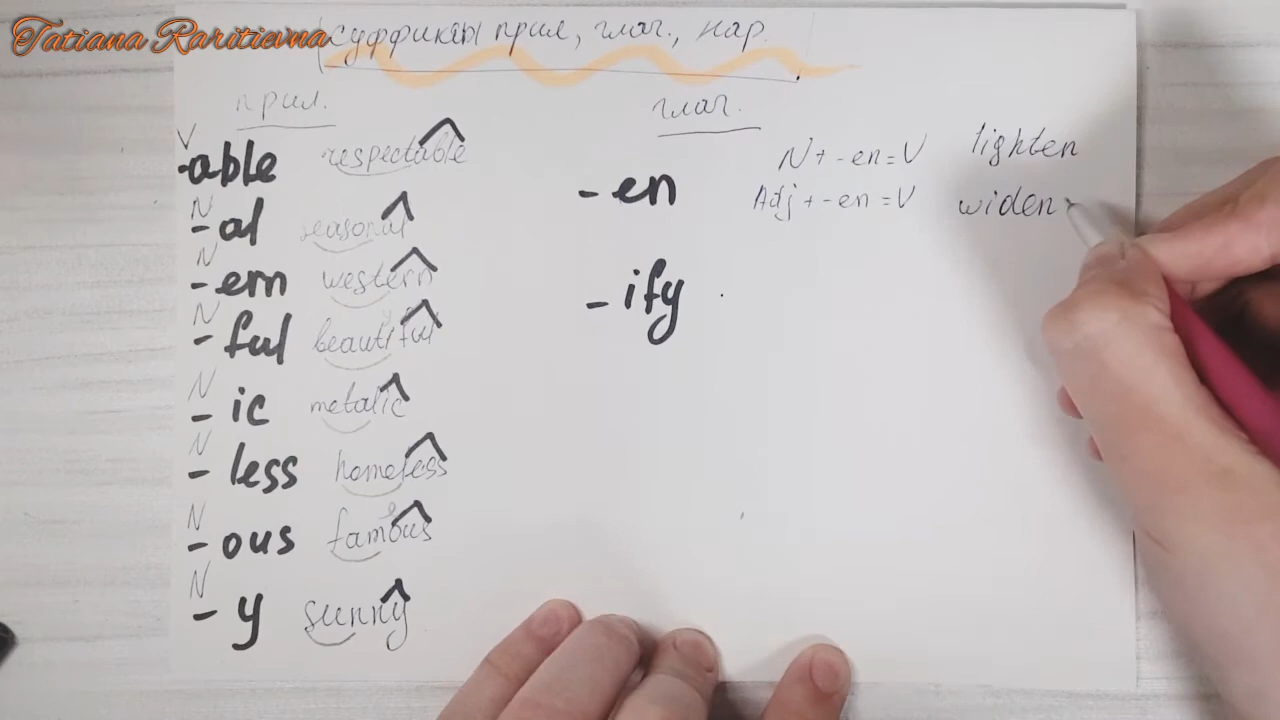 Tatiana Raritievna
суффиксы прил., глаг., нар.
прил.
V
-able respectable
N
-al seasonal
N
-ern western
N
-ful beautiful
y
N
-ic metalic
N
-less homeless
N
-ous famous
e
N
-y sunny
глаг.
-en
N + -en = V lighten
Adj + -en = V widen
-ify